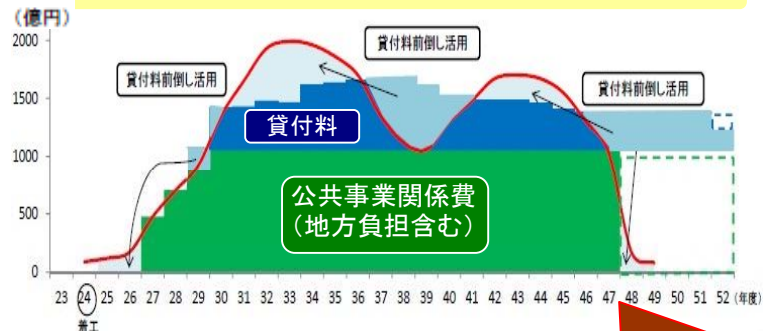 (億円)
2000
1500
1000
500
0
貸付料前倒し活用
貸付料前倒し活用
貸付料前倒し活用
貸付料
公共事業関係費
(地方負担含む)
23 24 25 26 27 28 29 30 31 32 33 34 35 36 37 38 39 40 41 42 43 44 45 46 47 48 49 50 51 52 (年度)
着工